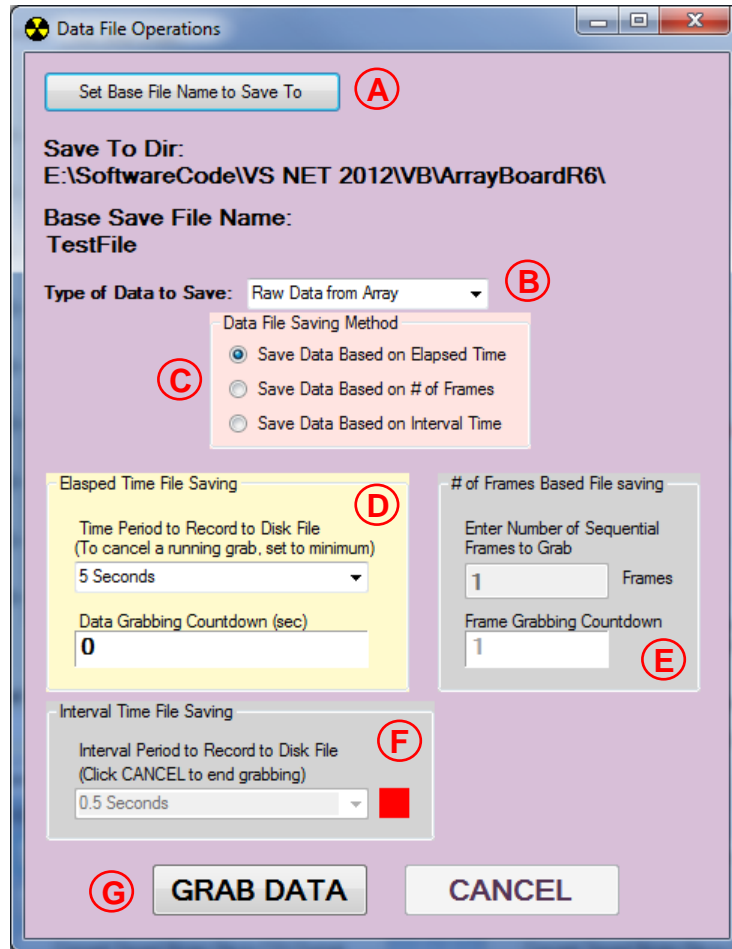 Data File Operations
Set Base File Name to Save To
A
Save To Dir:
E:\SoftwareCode\VS NET 2012\VB\ArrayBoardR6\
Base Save File Name:
TestFile
Type of Data to Save: Raw Data from Array
B
Data File Saving Method
C
Save Data Based on Elapsed Time
Save Data Based on # of Frames
Save Data Based on Interval Time
Elasped Time File Saving
D
Time Period to Record to Disk File
(To cancel a running grab, set to minimum)
5 Seconds
Data Grabbing Countdown (sec)
0
# of Frames Based File saving
Enter Number of Sequential
Frames to Grab
1 Frames
Frame Grabbing Countdown
1
E
Interval Time File Saving
F
Interval Period to Record to Disk File
(Click CANCEL to end grabbing)
0.5 Seconds
G
GRAB DATA
CANCEL